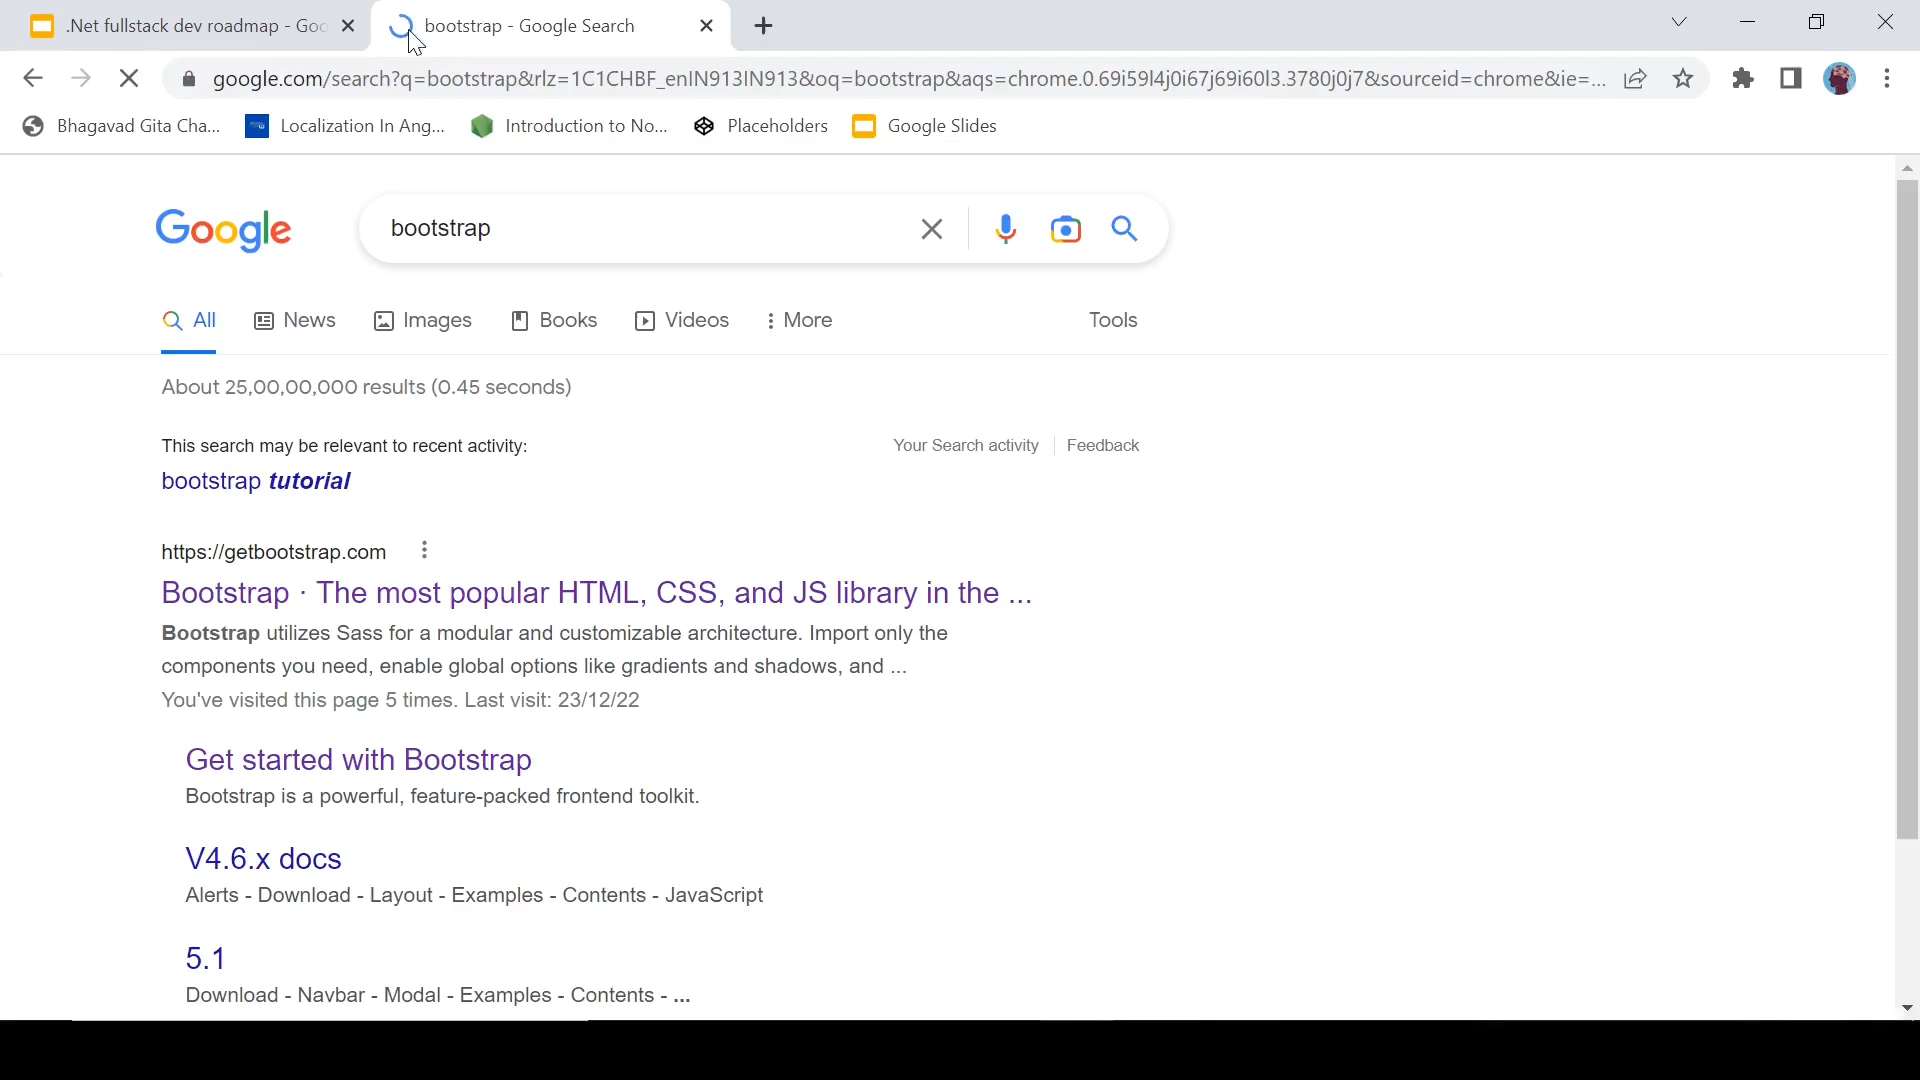 .Net fullstack dev roadmap - Goo
bootstrap - Google Search
google.com/search?q=bootstrap&rlz=1C1CHBF_enIN913IN913&oq=bootstrap&aqs=chrome.0.69i59l4j0i67j69i60l3.3780j0j7&sourceid=chrome&ie=...
Bhagavad Gita Cha...
Localization In Ang...
Introduction to No...
Placeholders
Google Slides
Google
bootstrap
All
News
Images
Books
Videos
More
Tools
About 25,00,00,000 results (0.45 seconds)
This search may be relevant to recent activity:
Your Search activity
Feedback
bootstrap tutorial
https://getbootstrap.com
Bootstrap · The most popular HTML, CSS, and JS library in the ...
Bootstrap utilizes Sass for a modular and customizable architecture. Import only the
components you need, enable global options like gradients and shadows, and ...
You've visited this page 5 times. Last visit: 23/12/22
Get started with Bootstrap
Bootstrap is a powerful, feature-packed frontend toolkit.
V4.6.x docs
Alerts - Download - Layout - Examples - Contents - JavaScript
5.1
Download - Navbar - Modal - Examples - Contents - ...